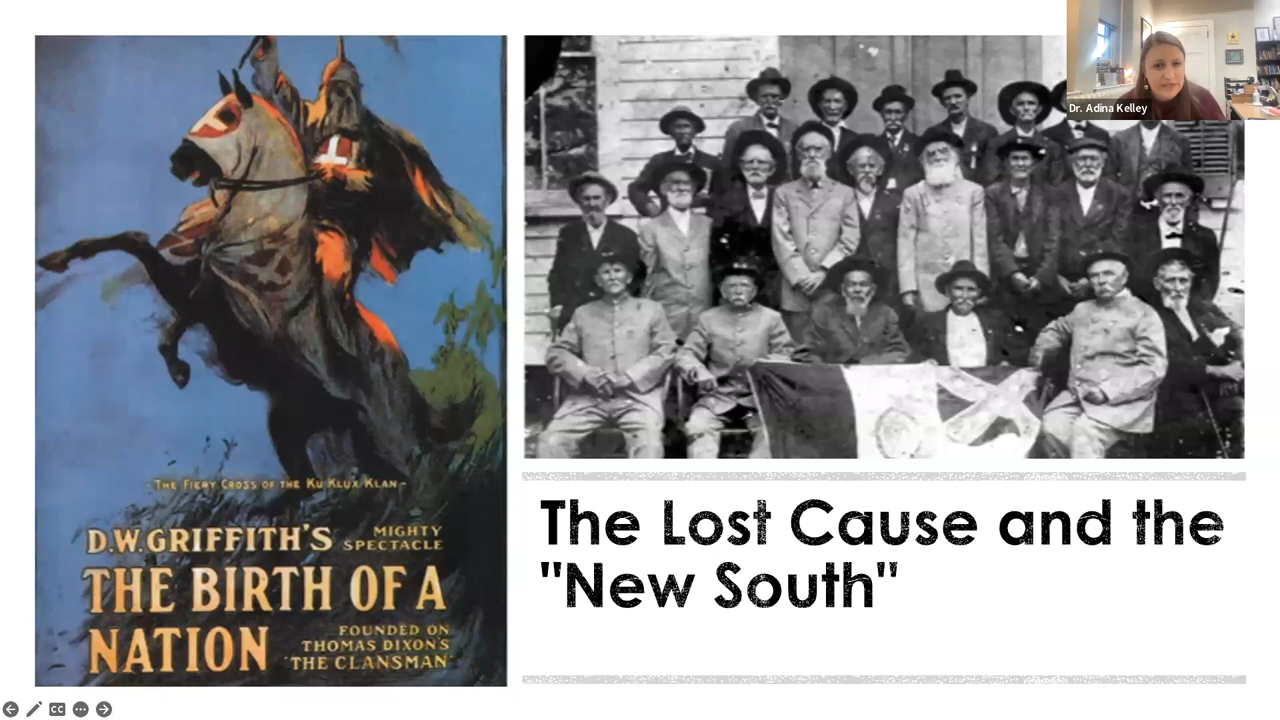 Dr. Adina Kelley
~ THE FIERY CROSS OF THE KU KLUX KLAN ~
D.W. GRIFFITH'S
MIGHTY
SPECTACLE
THE BIRTH OF A
NATION
FOUNDED ON
THOMAS DIXON'S
"THE CLANSMAN"
The Lost Cause and the
"New South"
CC